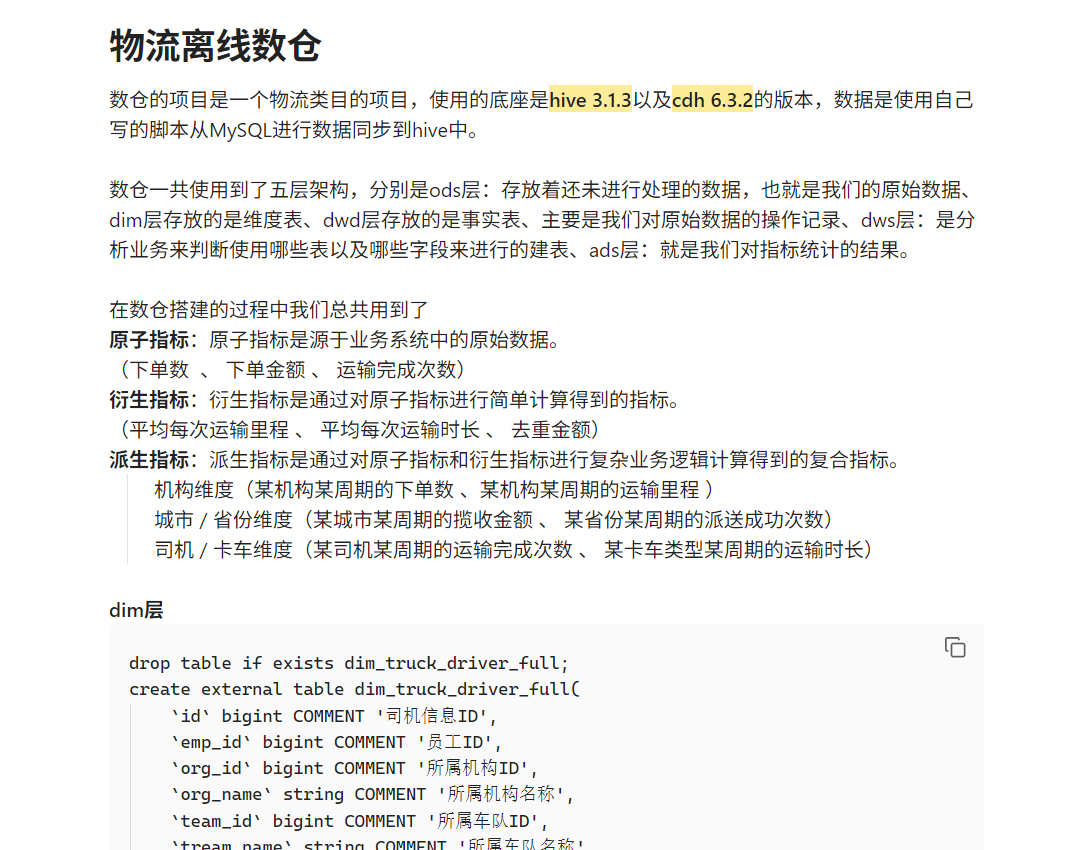 物流离线数仓
数仓的项目是一个物流类目的项目，使用的底座是hive 3.1.3以及cdh 6.3.2的版本，数据是使用自己
写的脚本从MySQL进行数据同步到hive中。
数仓一共使用到了五层架构，分别是ods层：存放着还未进行处理的数据，也就是我们的原始数据、
dim层存放的是维度表、dwd层存放的是事实表、主要是我们对原始数据的操作记录、dws层：是分
析业务来判断使用哪些表以及哪些字段来进行的建表、ads层：就是我们对指标统计的结果。
在数仓搭建的过程中我们总共用到了
原子指标：原子指标是源于业务系统中的原始数据。
（下单数 、 下单金额 、 运输完成次数）
衍生指标：衍生指标是通过对原子指标进行简单计算得到的指标。
（平均每次运输里程 、 平均每次运输时长 、 去重金额）
派生指标：派生指标是通过对原子指标和衍生指标进行复杂业务逻辑计算得到的复合指标。
机构维度（某机构某周期的下单数 、某机构某周期的运输里程 ）
城市 / 省份维度（某城市某周期的揽收金额 、 某省份某周期的派送成功次数）
司机 / 卡车维度（某司机某周期的运输完成次数 、 某卡车类型某周期的运输时长）
dim层
drop table if exists dim_truck_driver_full;
create external table dim_truck_driver_full(
`id` bigint COMMENT '司机信息ID',
`emp_id` bigint COMMENT '员工ID',
`org_id` bigint COMMENT '所属机构ID',
`org_name` string COMMENT '所属机构名称',
`team_id` bigint COMMENT '所属车队ID',
`tream_name` string COMMENT '所属车队名称'